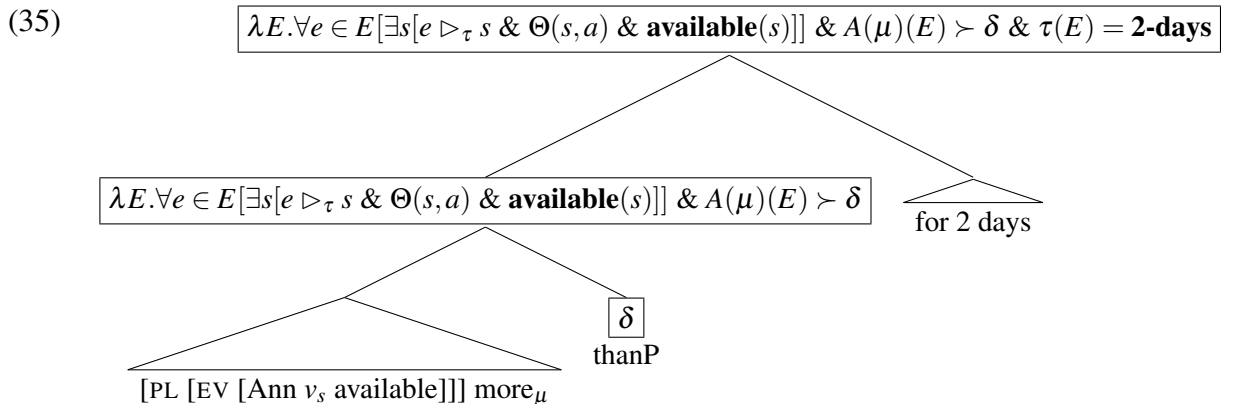 (35)
λE.∀e ∈ E[∃s[e ▷τ s & Θ(s,a) & available(s)]] & A(μ)(E) ≻ δ & τ(E) = 2-days
λE.∀e ∈ E[∃s[e ▷τ s & Θ(s,a) & available(s)]] & A(μ)(E) ≻ δ
for 2 days
δ
thanP
[PL [EV [Ann vs available]]] moreμ